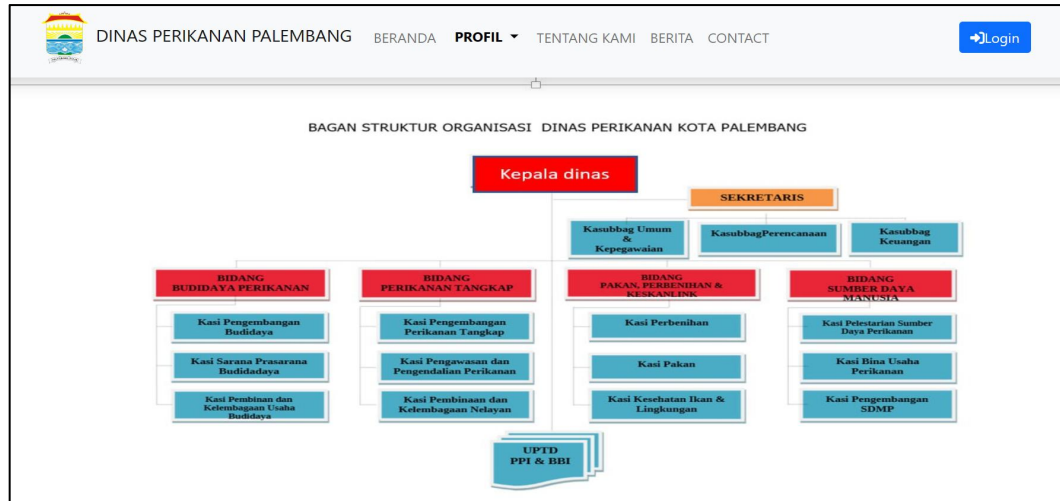 DINAS PERIKANAN PALEMBANG BERANDA PROFIL TENTANG KAMI BERITA CONTACT Login
BAGAN STRUKTUR ORGANISASI DINAS PERIKANAN KOTA PALEMBANG
Kepala dinas
SEKRETARIS
Kasubbag Umum
&
Kepegawaian
KasubbagPerencanaan
Kasubbag
Keuangan
BIDANG
BUDIDAYA PERIKANAN
BIDANG
PERIKANAN TANGKAP
BIDANG
PAKAN, PERBENIHAN &
KESKANLINK
BIDANG
SUMBER DAYA
MANUSIA
Kasi Pengembangan
Budidaya
Kasi Pengembangan
Perikanan Tangkap
Kasi Perbenihan
Kasi Pelestarian Sumber
Daya Perikanan
Kasi Sarana Prasarana
Budidadaya
Kasi Pengawasan dan
Pengendalian Perikanan
Kasi Pakan
Kasi Bina Usaha
Perikanan
Kasi Pembinan dan
Kelembagaan Usaha
Budidaya
Kasi Pembinaan dan
Kelembagaan Nelayan
Kasi Kesehatan Ikan &
Lingkungan
Kasi Pengembangan
SDMP
UPTD
PPI & BBI